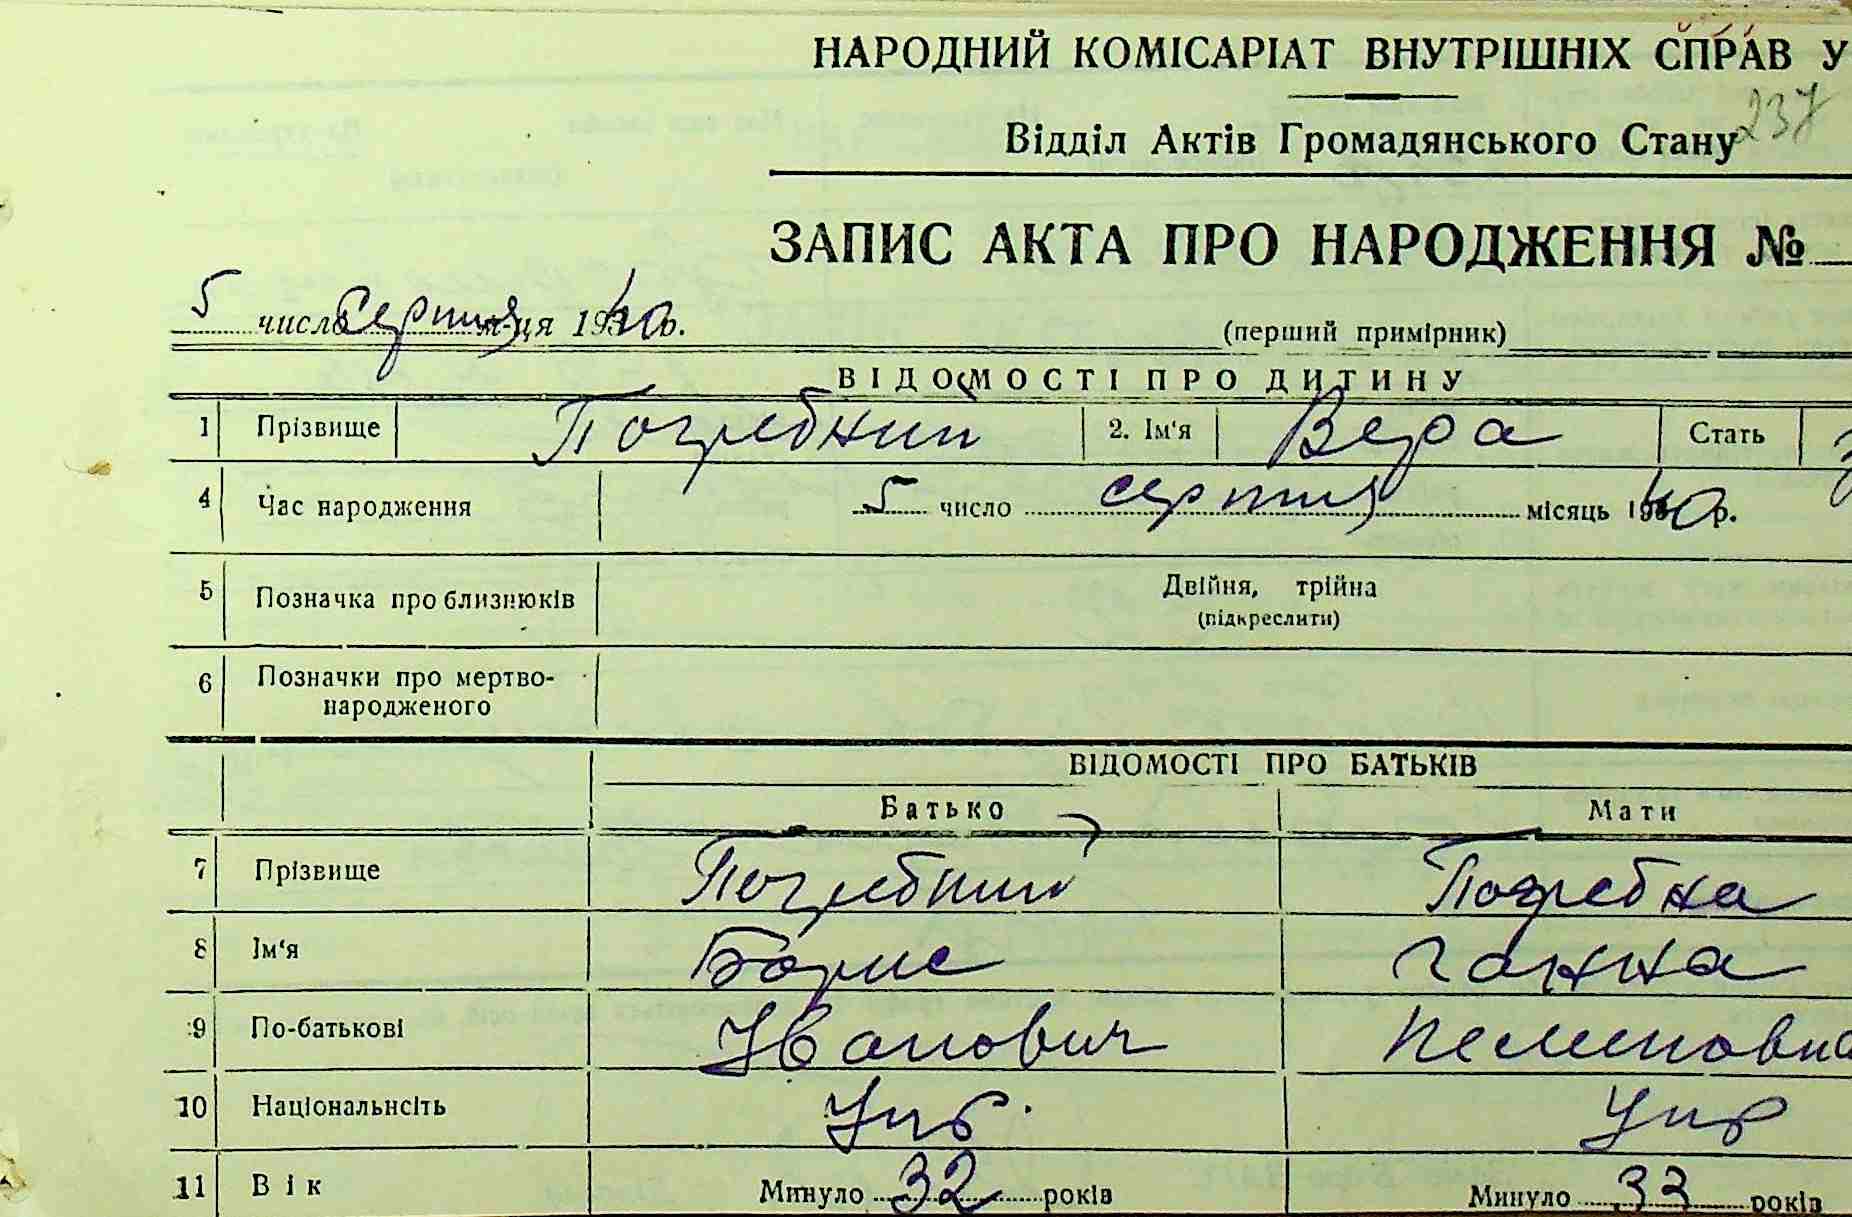 НАРОДНИЙ КОМІСАРІАТ ВНУТРІШНІХ СПРАВ У
237
Відділ Актів Громадянського Стану
ЗАПИС АКТА ПРО НАРОДЖЕННЯ №
5 число серпня м-ця 1940 р.
(перший примірник)
ВІДОМОСТІ ПРО ДИТИНУ
1 Прізвище Погребний 2. Ім'я Вера Стать
4 Час народження 5 число серпня місяць 1940 р.
5 Позначка про близнюків Двійня, трійна
(підкреслити)
6 Позначки про мертво-
народженого
ВІДОМОСТІ ПРО БАТЬКІВ
Батько Мати
7 Прізвище Погребний Погребна
8 Ім'я Борис Ганна
9 По-батькові Іванович
10 Національнсіть Укр. Укр
11 Вік Минуло 32 років Минуло 33 років